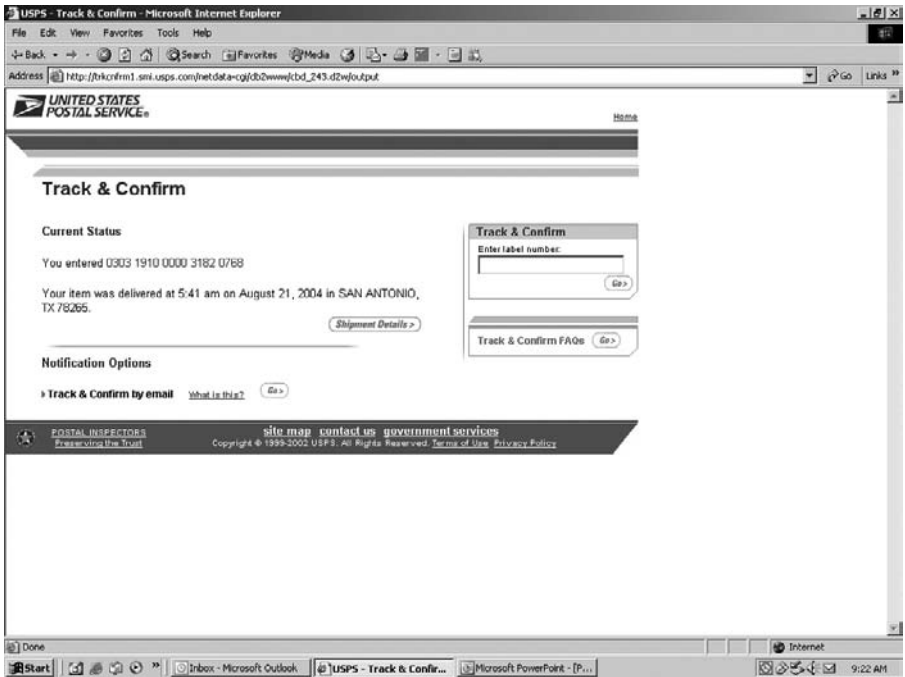 USPS - Track & Confirm - Microsoft Internet Explorer
File Edit View Favorites Tools Help
Back Search Favorites Media
Address http://trkcnfrm1.smi.usps.com/netdata-cgi/db2www/cbd_243.d2w/output Go Links »
UNITED STATES
POSTAL SERVICE®
Home
Track & Confirm
Current Status
You entered 0303 1910 0000 3182 0768
Your item was delivered at 5:41 am on August 21, 2004 in SAN ANTONIO,
TX 78265.
Shipment Details >
Notification Options
Track & Confirm by email What is this? Go >
Track & Confirm
Enter label number:
Go >
Track & Confirm FAQs Go >
POSTAL INSPECTORS
Preserving the Trust
site map contact us government services
Copyright © 1999-2002 USPS. All Rights Reserved. Terms of Use Privacy Policy
Done Internet
Start » Inbox - Microsoft Outlook USPS - Track & Confir... Microsoft PowerPoint - [P... 9:22 AM